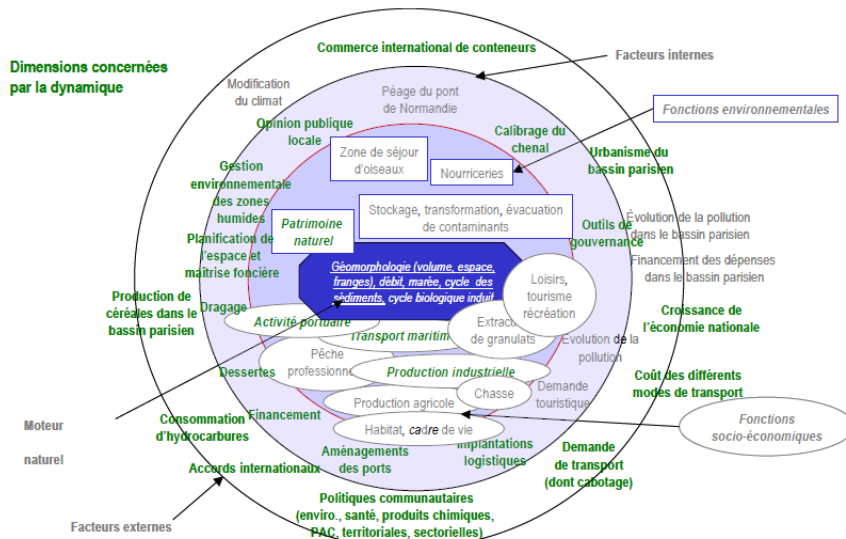 Commerce international de conteneurs
Dimensions concernées
par la dynamique
Facteurs internes
Modification
du climat
Péage du pont
de Normandie
Fonctions environnementales
Opinion publique
locale
Calibrage du
chenal
Zone de séjour
d'oiseaux
Nourriceries
Urbanisme du
bassin parisien
Gestion
environnementale
des zones
humides
Stockage, transformation, évacuation
de contaminants
Patrimoine
naturel
Outils de
gouvernance
Évolution de la pollution
dans le bassin parisien
Planification de
l'espace et
maîtrise foncière
Géomorphologie (volume, espace,
franges), débit, marée, cycle des
sédiments, cycle biologique induit
Loisirs,
tourisme
récréation
Financement des dépenses
dans le bassin parisien
Production de
céréales dans le
bassin parisien
Dragage
Activité portuaire
Transport maritim
Extracti
de granulats
Croissance de
l'économie nationale
Évolution de la
pollution
Pêche
professionne
Production industrielle
Dessertes
Chasse
Demande
touristique
Coût des différents
modes de transport
Production agricole
Financement
Habitat, cadre de vie
Consommation
d'hydrocarbures
Moteur
naturel
Fonctions
socio-économiques
Implantations
logistiques
Aménagements
des ports
Accords internationaux
Demande
de transport
(dont cabotage)
Politiques communautaires
(enviro., santé, produits chimiques,
PAC, territoriales, sectorielles)
Facteurs externes